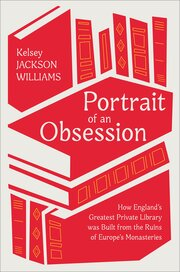 Kelsey
JACKSON
WILLIAMS
Portrait
of an
Obsession
How England's
Greatest Private Library
was Built from the Ruins
of Europe's Monasteries